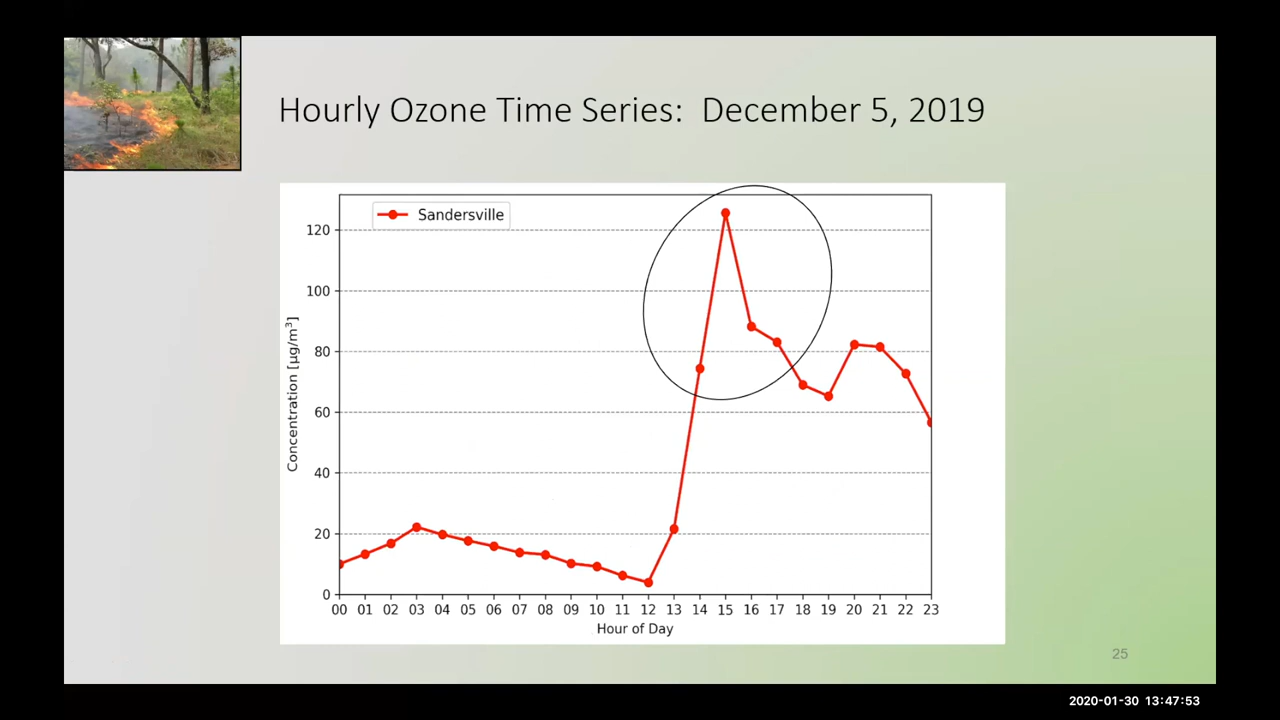 Hourly Ozone Time Series: December 5, 2019
Sandersville
120
100
80
60
40
20
0
Concentration [µg/m³]
00 01 02 03 04 05 06 07 08 09 10 11 12 13 14 15 16 17 18 19 20 21 22 23
Hour of Day
25
2020-01-30 13:47:53